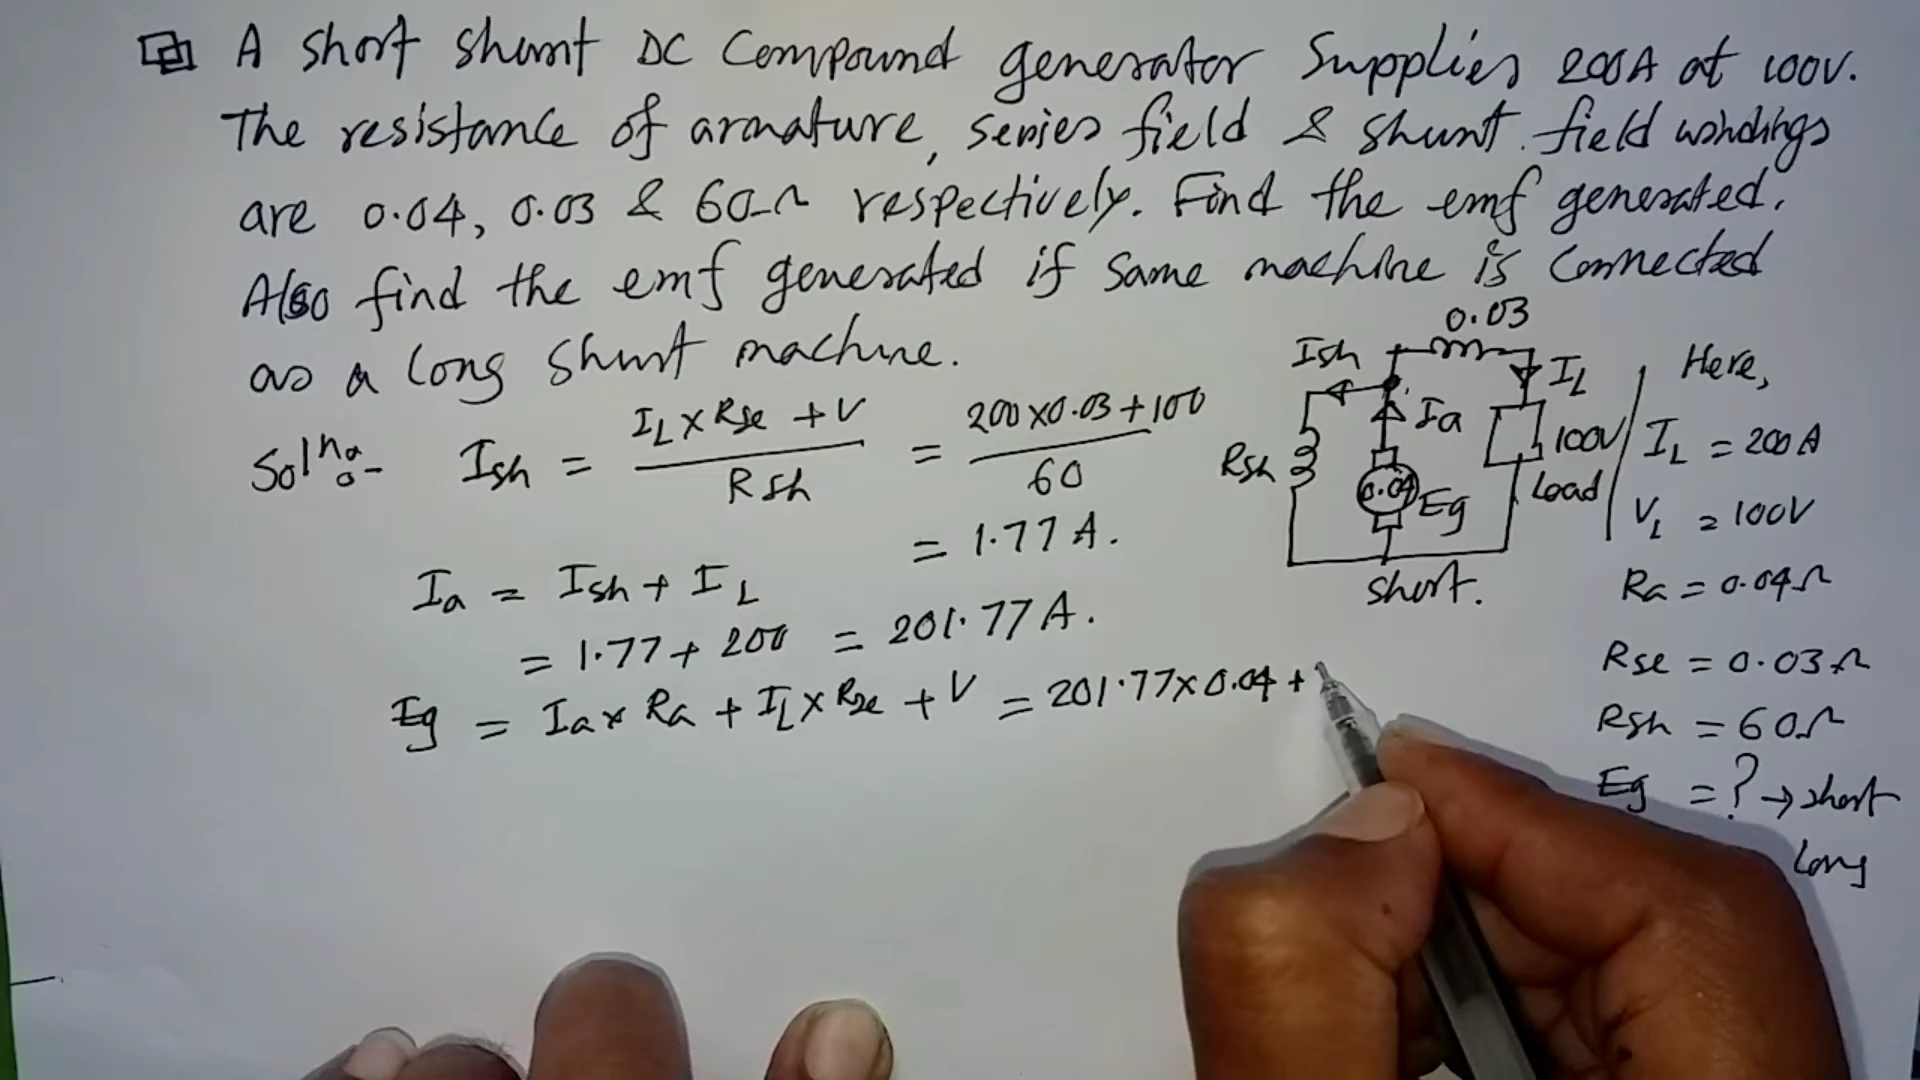 A short shunt DC Compound generator Supplies 200A at 100V.
The resistance of armature, series field & shunt field windings
are 0.04, 0.03 & 60Ω respectively. Find the emf generated.
Also find the emf generated if same machine is connected
as a long shunt machine.
Solⁿ:- Ish = IL×Rse +V / Rsh = 200×0.03+100 / 60
= 1.77A.
Ia = Ish + IL
= 1.77+ 200 = 201.77A.
Eg = Ia× Ra + IL×Rse + V = 201.77×0.04 +
0.03
Ish
IL
Ia
Rsh
0.04
Eg
100V
Load
short.
Here,
IL = 200A
VL = 100V
Ra = 0.04Ω
Rse = 0.03Ω
Rsh = 60Ω
Eg = ? → short
Long